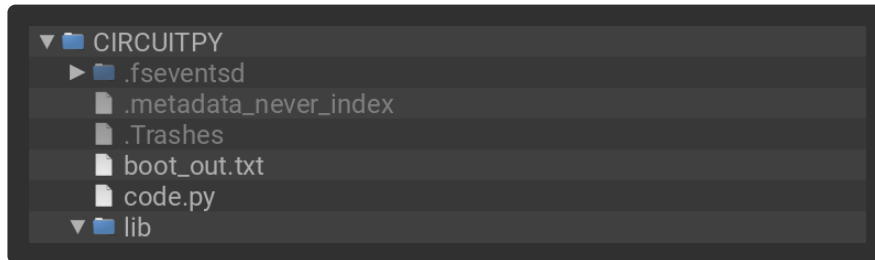 CIRCUITPY
.fseventsd
.metadata_never_index
.Trashes
boot_out.txt
code.py
lib